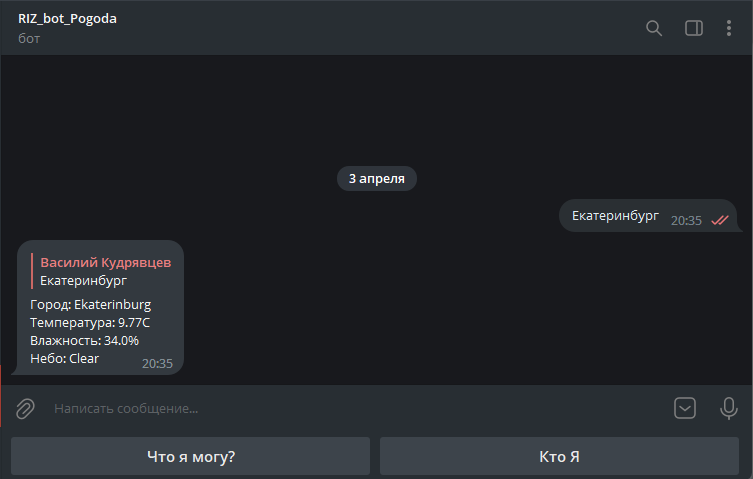 RIZ_bot_Pogoda
бот
3 апреля
Екатеринбург 20:35
Василий Кудрявцев
Екатеринбург
Город: Ekaterinburg
Температура: 9.77C
Влажность: 34.0%
Небо: Clear 20:35
Написать сообщение...
Что я могу? Кто Я